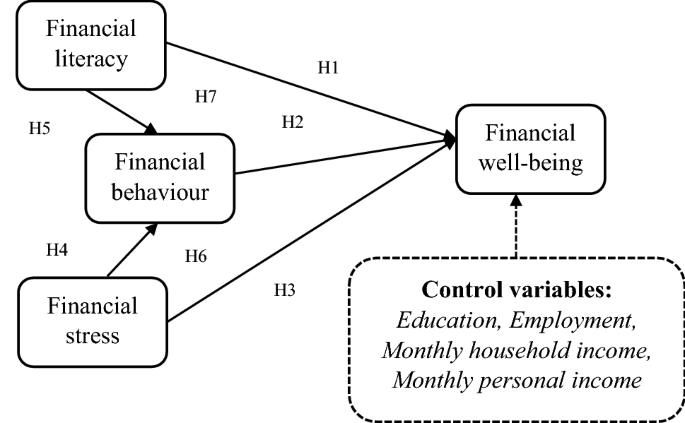 Financial
literacy
H1
H7
H2
H5
Financial
behaviour
Financial
well-being
H4
H6
H3
Financial
stress
Control variables:
Education, Employment,
Monthly household income,
Monthly personal income